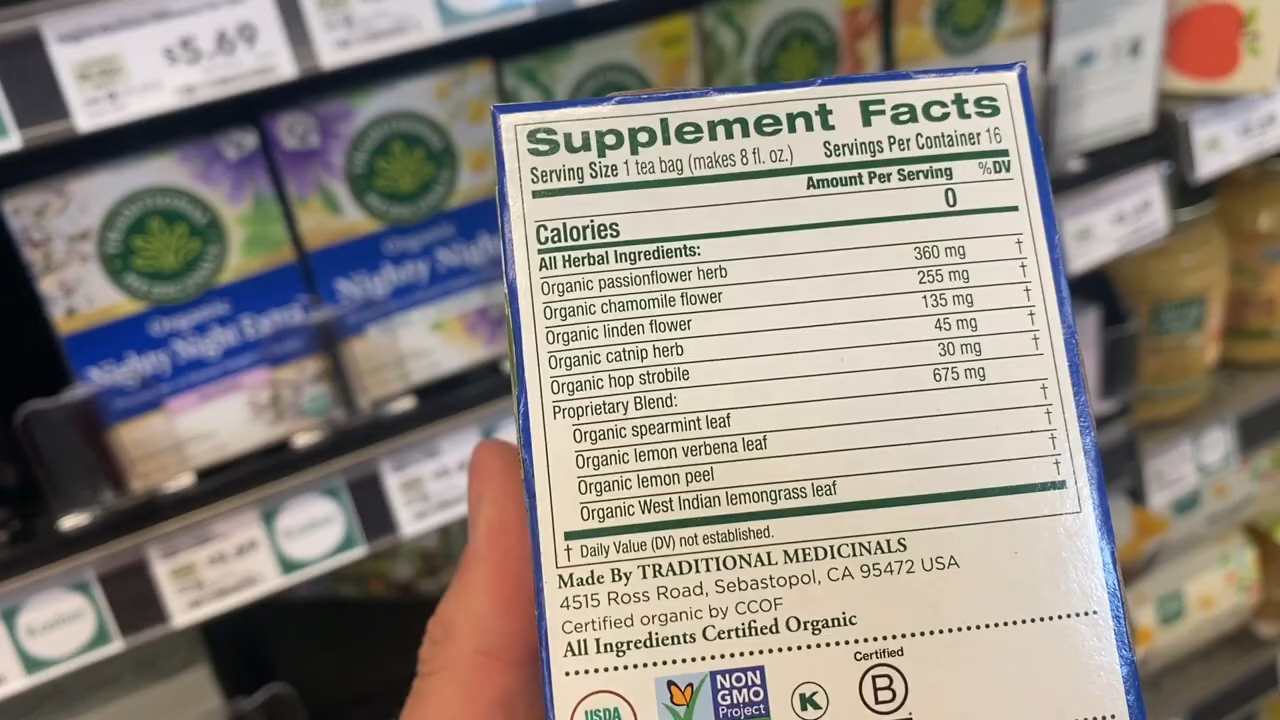 $5.69
Organic
Nighty Night Extra
Organic
Nighty Night
TRADITIONAL
MEDICINALS
Supplement Facts
Serving Size 1 tea bag (makes 8 fl. oz.) Servings Per Container 16
Amount Per Serving %DV
Calories 0
All Herbal Ingredients:
Organic passionflower herb 360 mg †
Organic chamomile flower 255 mg †
Organic linden flower 135 mg †
Organic catnip herb 45 mg †
Organic hop strobile 30 mg †
Proprietary Blend: 675 mg
Organic spearmint leaf †
Organic lemon verbena leaf †
Organic lemon peel †
Organic West Indian lemongrass leaf †
† Daily Value (DV) not established.
Made By TRADITIONAL MEDICINALS
4515 Ross Road, Sebastopol, CA 95472 USA
Certified organic by CCOF
All Ingredients Certified Organic
USDA
NON
GMO
Project
K
Certified
B